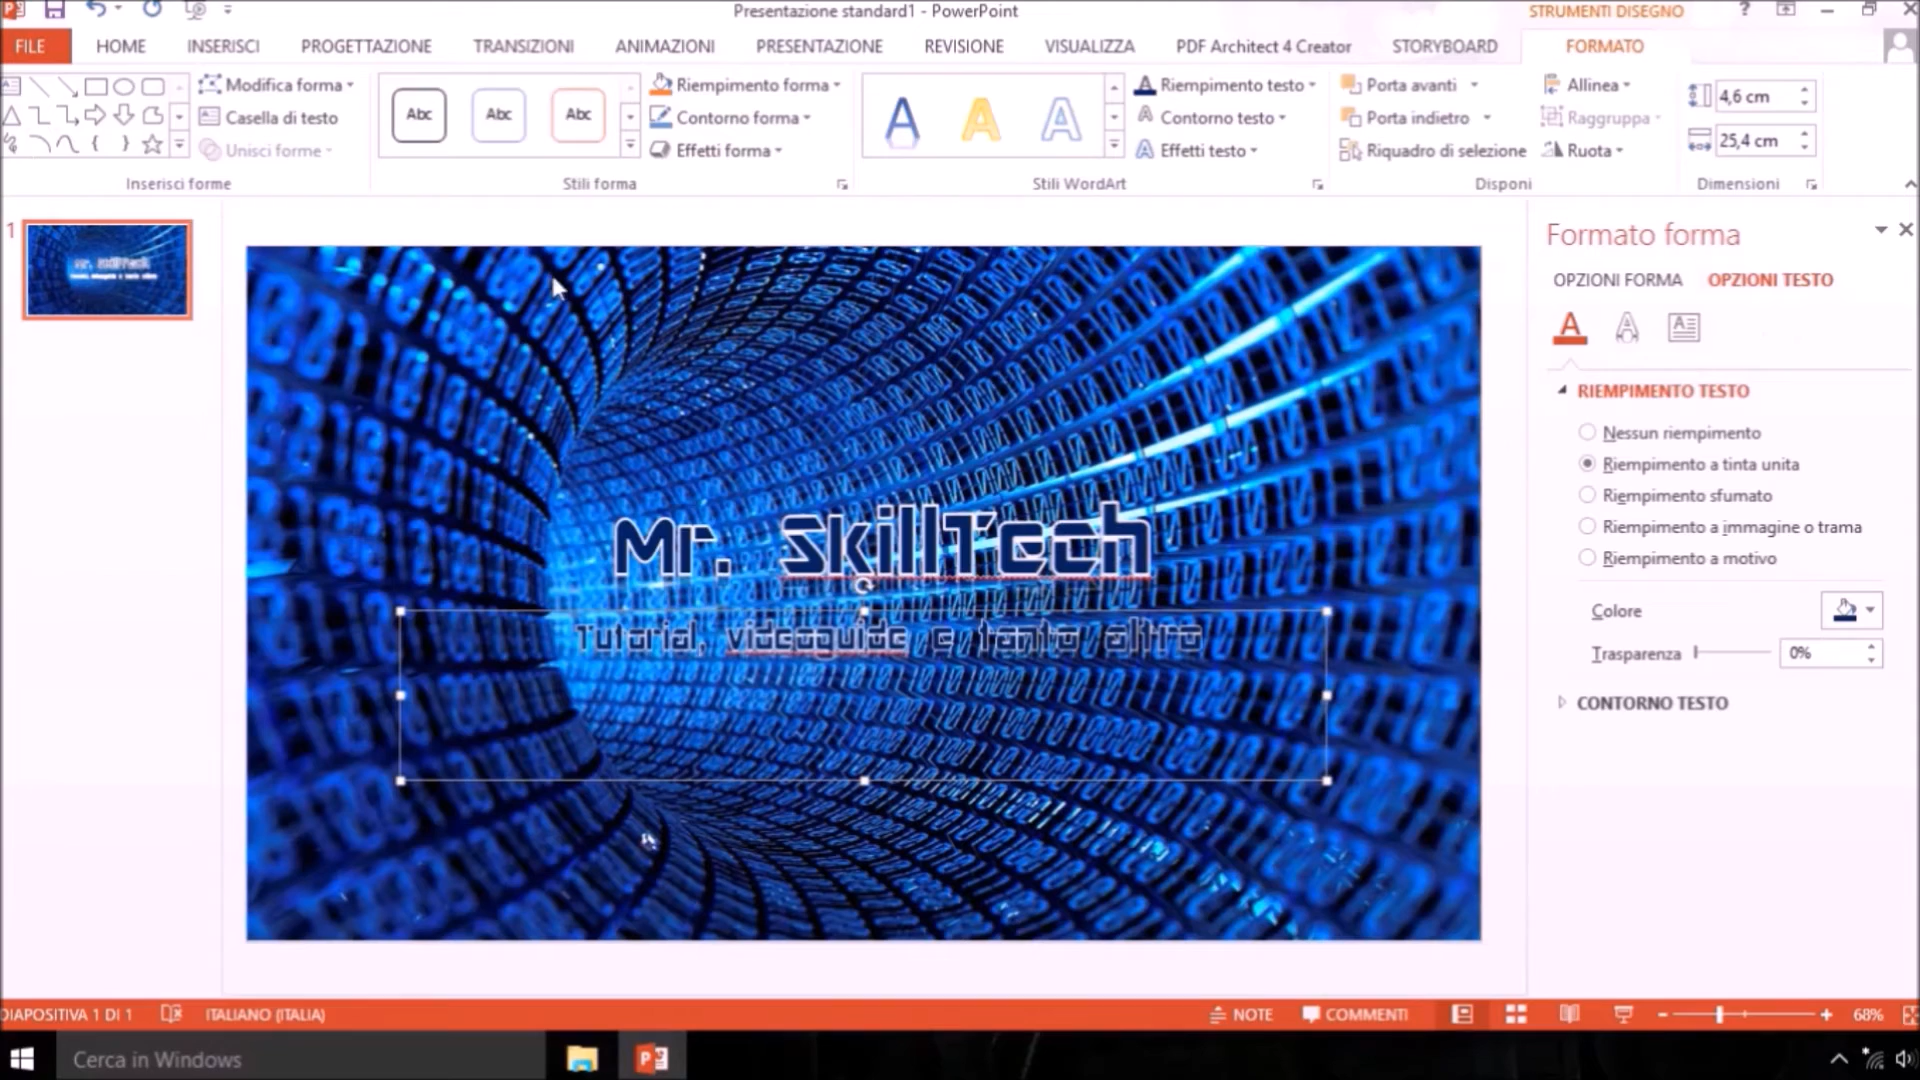 Presentazione standard1 - PowerPoint
STRUMENTI DISEGNO
FILE HOME INSERISCI PROGETTAZIONE TRANSIZIONI ANIMAZIONI PRESENTAZIONE REVISIONE VISUALIZZA PDF Architect 4 Creator STORYBOARD FORMATO
Modifica forma
Casella di testo
Unisci forme
Inserisci forme
Abc Abc Abc
Riempimento forma
Contorno forma
Effetti forma
Stili forma
A A A
Riempimento testo
Contorno testo
Effetti testo
Stili WordArt
Porta avanti
Porta indietro
Riquadro di selezione
Allinea
Raggruppa
Ruota
Disponi
4,6 cm
25,4 cm
Dimensioni
1
Mr. SkillTech
Tutorial, videoguide e tanto altro
Formato forma
OPZIONI FORMA OPZIONI TESTO
RIEMPIMENTO TESTO
Nessun riempimento
Riempimento a tinta unita
Riempimento sfumato
Riempimento a immagine o trama
Riempimento a motivo
Colore
Trasparenza 0%
CONTORNO TESTO
DIAPOSITIVA 1 DI 1 ITALIANO (ITALIA) NOTE COMMENTI 68%
Cerca in Windows